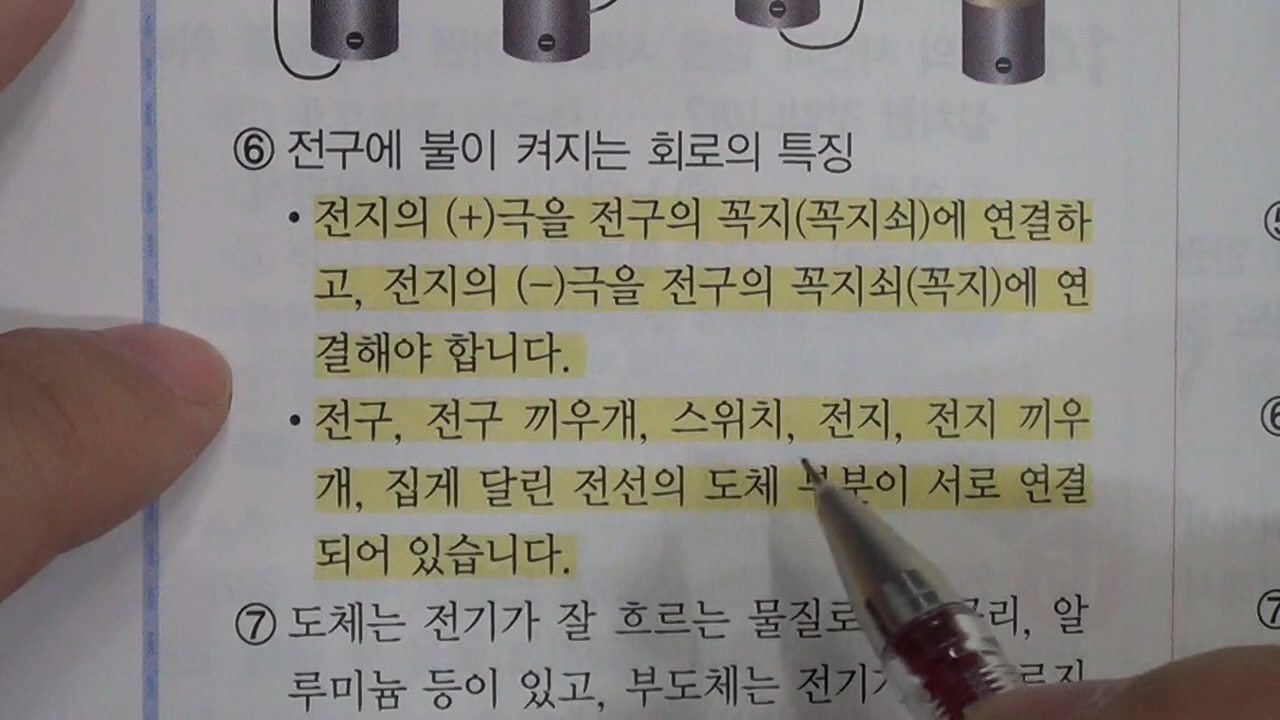 ⑥ 전구에 불이 켜지는 회로의 특징
• 전지의 (+)극을 전구의 꼭지(꼭지쇠)에 연결하
고, 전지의 (−)극을 전구의 꼭지쇠(꼭지)에 연
결해야 합니다.
• 전구, 전구 끼우개, 스위치, 전지, 전지 끼우
개, 집게 달린 전선의 도체 부분이 서로 연결
되어 있습니다.
⑦ 도체는 전기가 잘 흐르는 물질로 알
루미늄 등이 있고, 부도체는